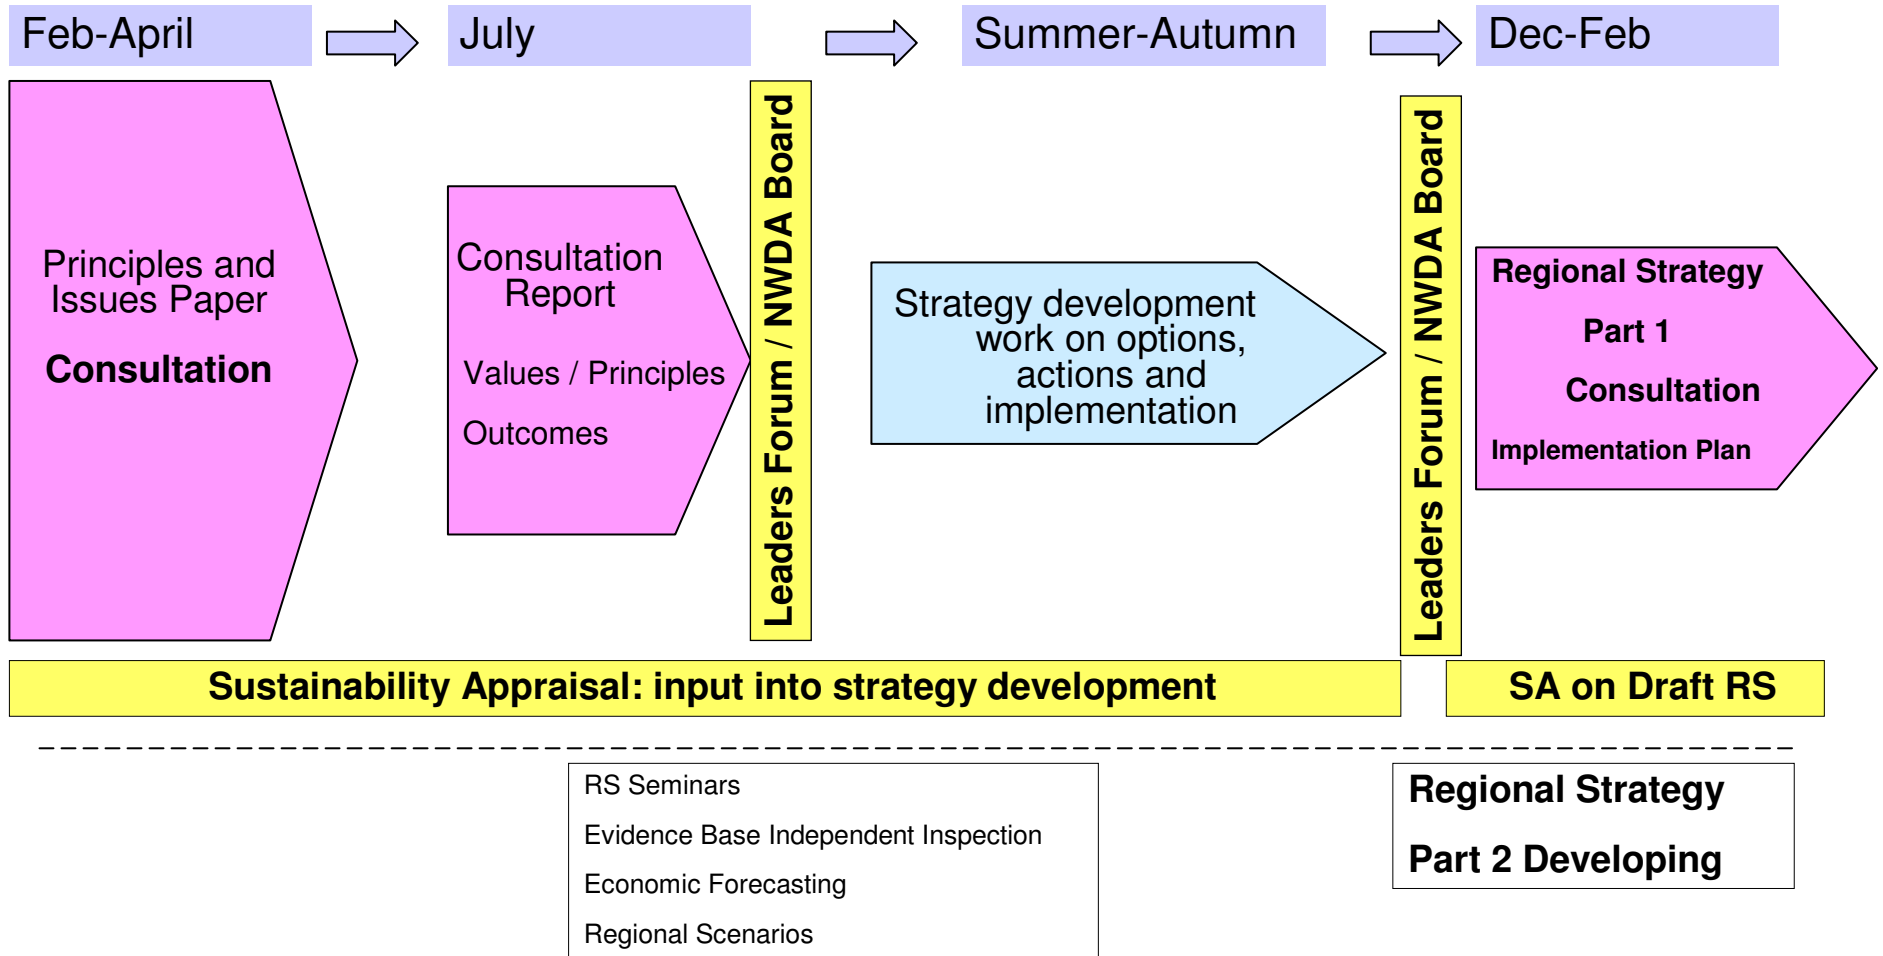 Feb-April
July
Summer-Autumn
Dec-Feb
Principles and
Issues Paper
Consultation
Consultation
Report
Values / Principles
Outcomes
Leaders Forum / NWDA Board
Strategy development
work on options,
actions and
implementation
Leaders Forum / NWDA Board
Regional Strategy
Part 1
Consultation
Implementation Plan
Sustainability Appraisal: input into strategy development
SA on Draft RS
RS Seminars
Evidence Base Independent Inspection
Economic Forecasting
Regional Scenarios
Regional Strategy
Part 2 Developing